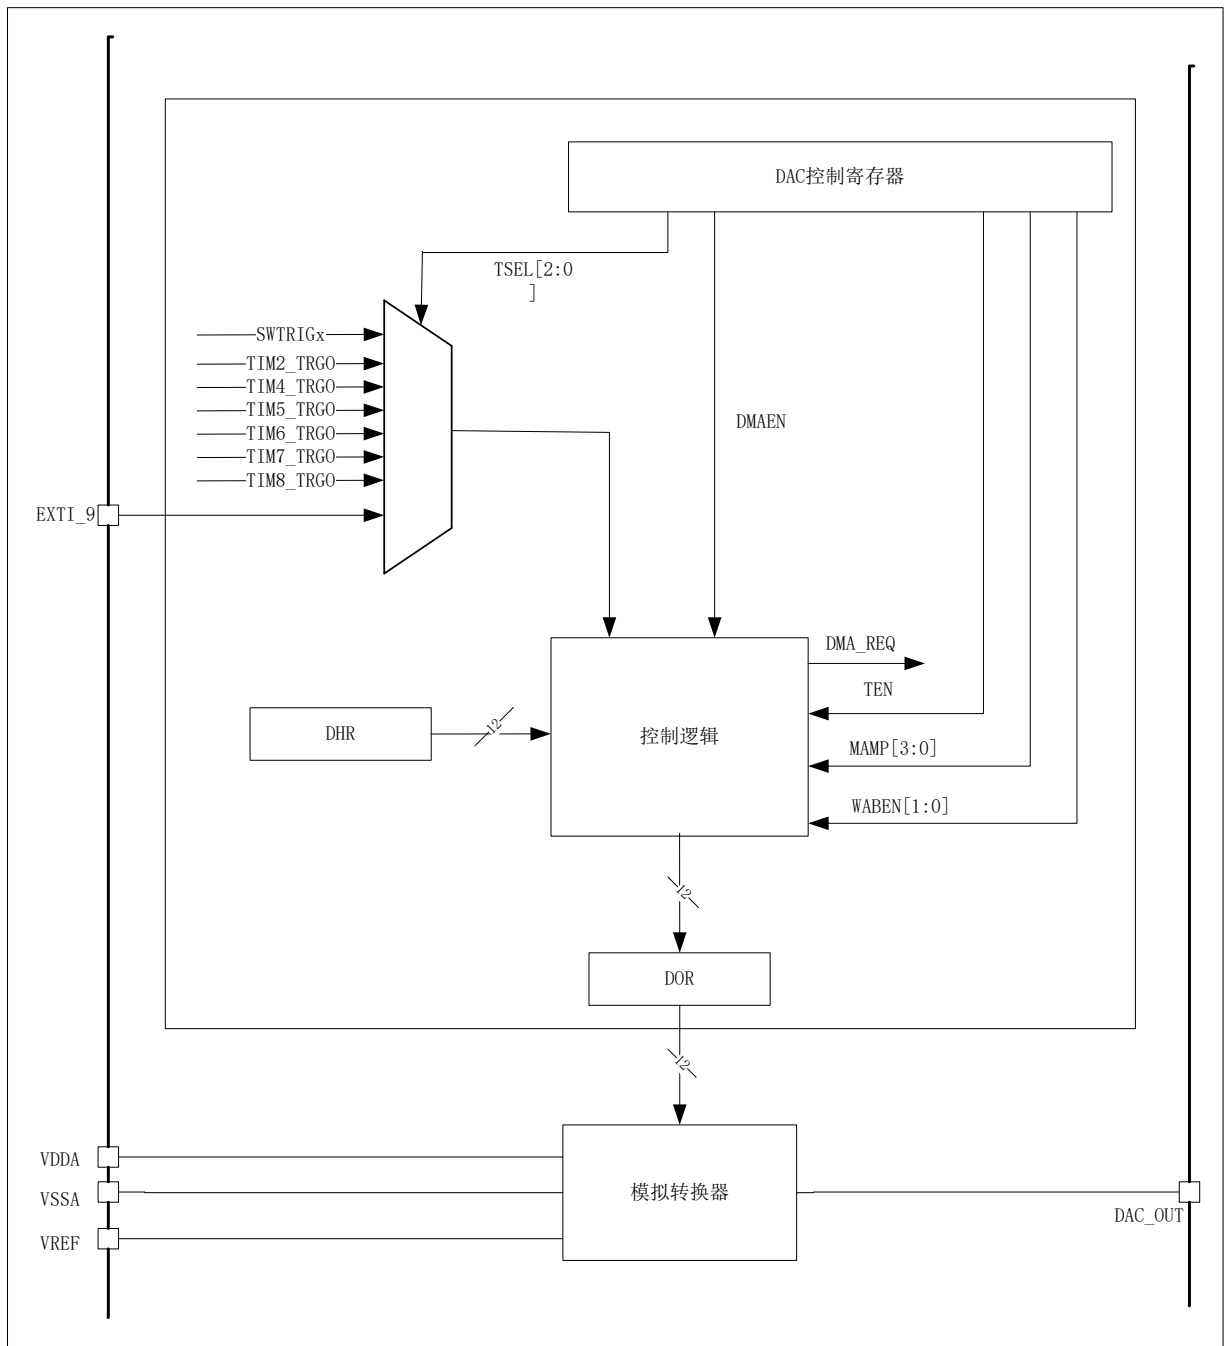 DAC控制寄存器
TSEL[2:0
]
SWTRIGx
TIM2_TRGO
TIM4_TRGO
TIM5_TRGO
TIM6_TRGO
TIM7_TRGO
TIM8_TRGO
EXTI_9
DMAEN
DMA_REQ
TEN
DHR
12
控制逻辑
MAMP[3:0]
WABEN[1:0]
12
DOR
12
VDDA
VSSA
VREF
模拟转换器
DAC_OUT